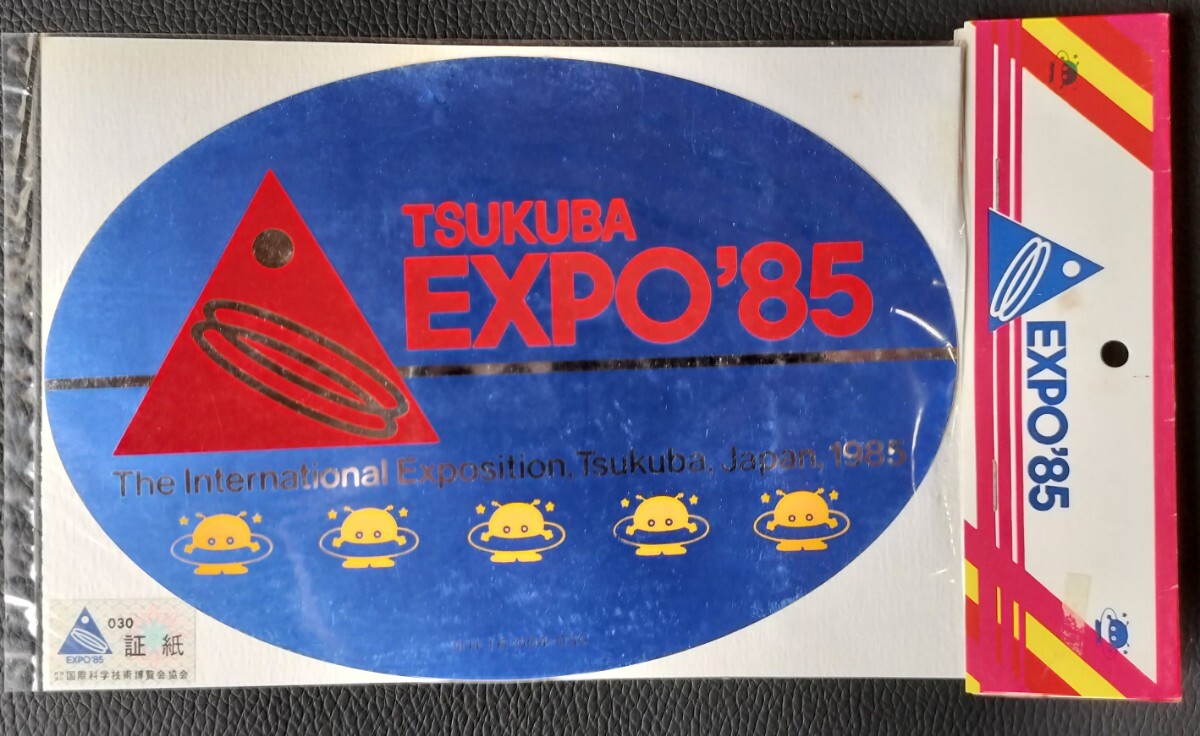 TSUKUBA
EXPO'85
The International Exposition, Tsukuba, Japan, 1985
030
証紙
EXPO'85
国際科学技術博覧会協会
EXPO'85